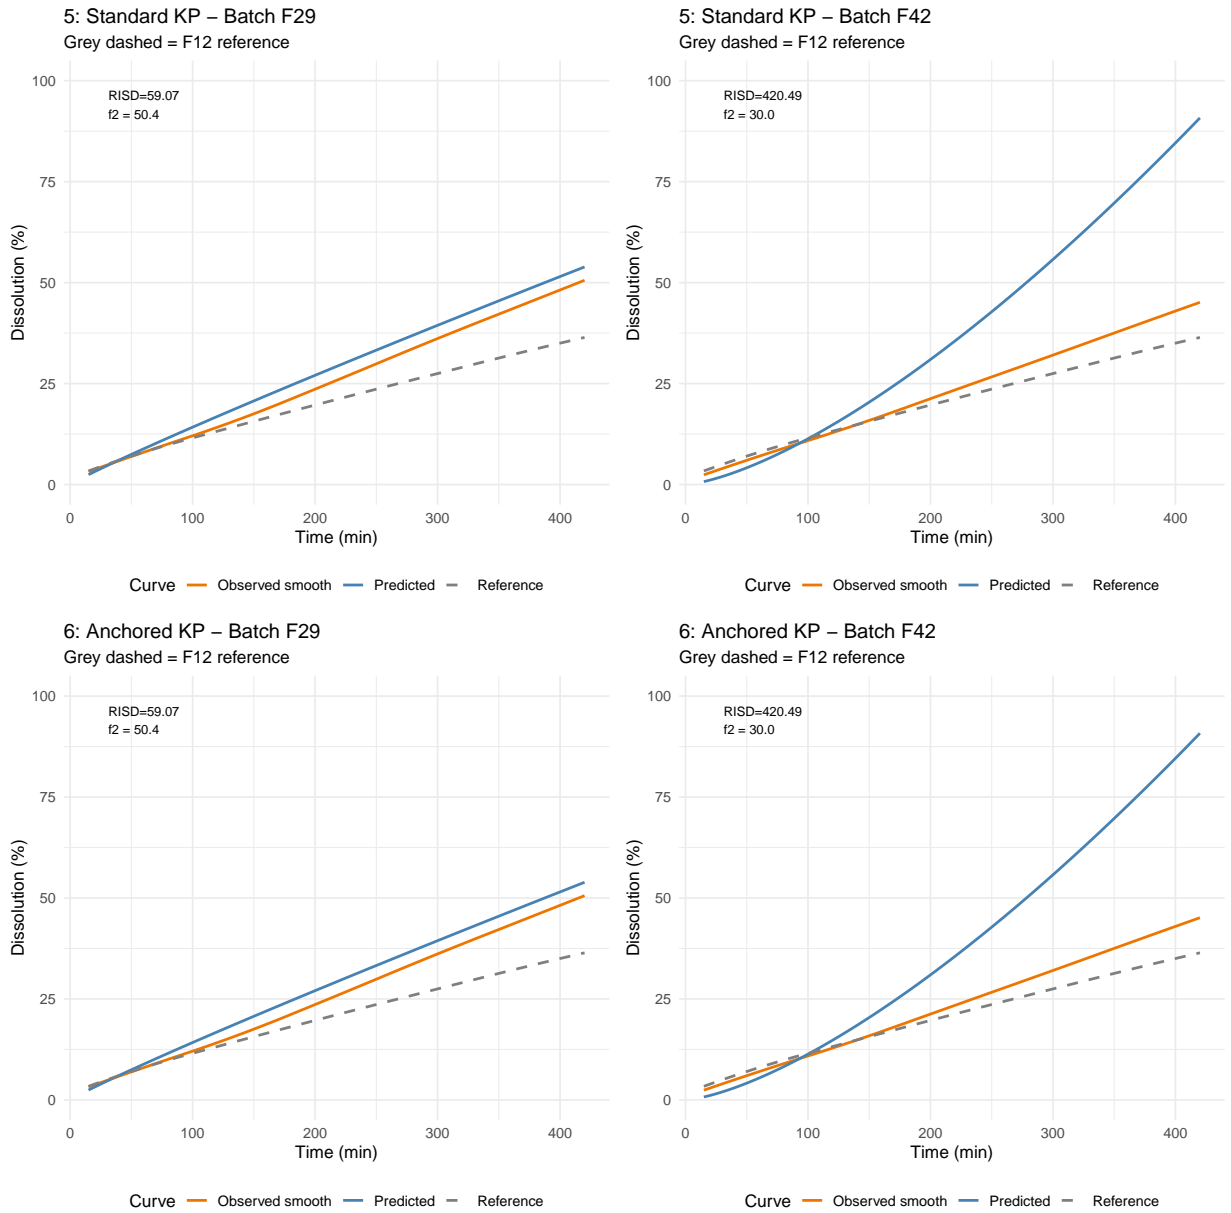 5: Standard KP – Batch F29
Grey dashed = F12 reference
RISD=59.07
f2 = 50.4
100
75
50
25
0
Dissolution (%)
0 100 200 300 400
Time (min)
Curve Observed smooth Predicted Reference
5: Standard KP – Batch F42
Grey dashed = F12 reference
RISD=420.49
f2 = 30.0
100
75
50
25
0
Dissolution (%)
0 100 200 300 400
Time (min)
Curve Observed smooth Predicted Reference
6: Anchored KP – Batch F29
Grey dashed = F12 reference
RISD=59.07
f2 = 50.4
100
75
50
25
0
Dissolution (%)
0 100 200 300 400
Time (min)
Curve Observed smooth Predicted Reference
6: Anchored KP – Batch F42
Grey dashed = F12 reference
RISD=420.49
f2 = 30.0
100
75
50
25
0
Dissolution (%)
0 100 200 300 400
Time (min)
Curve Observed smooth Predicted Reference